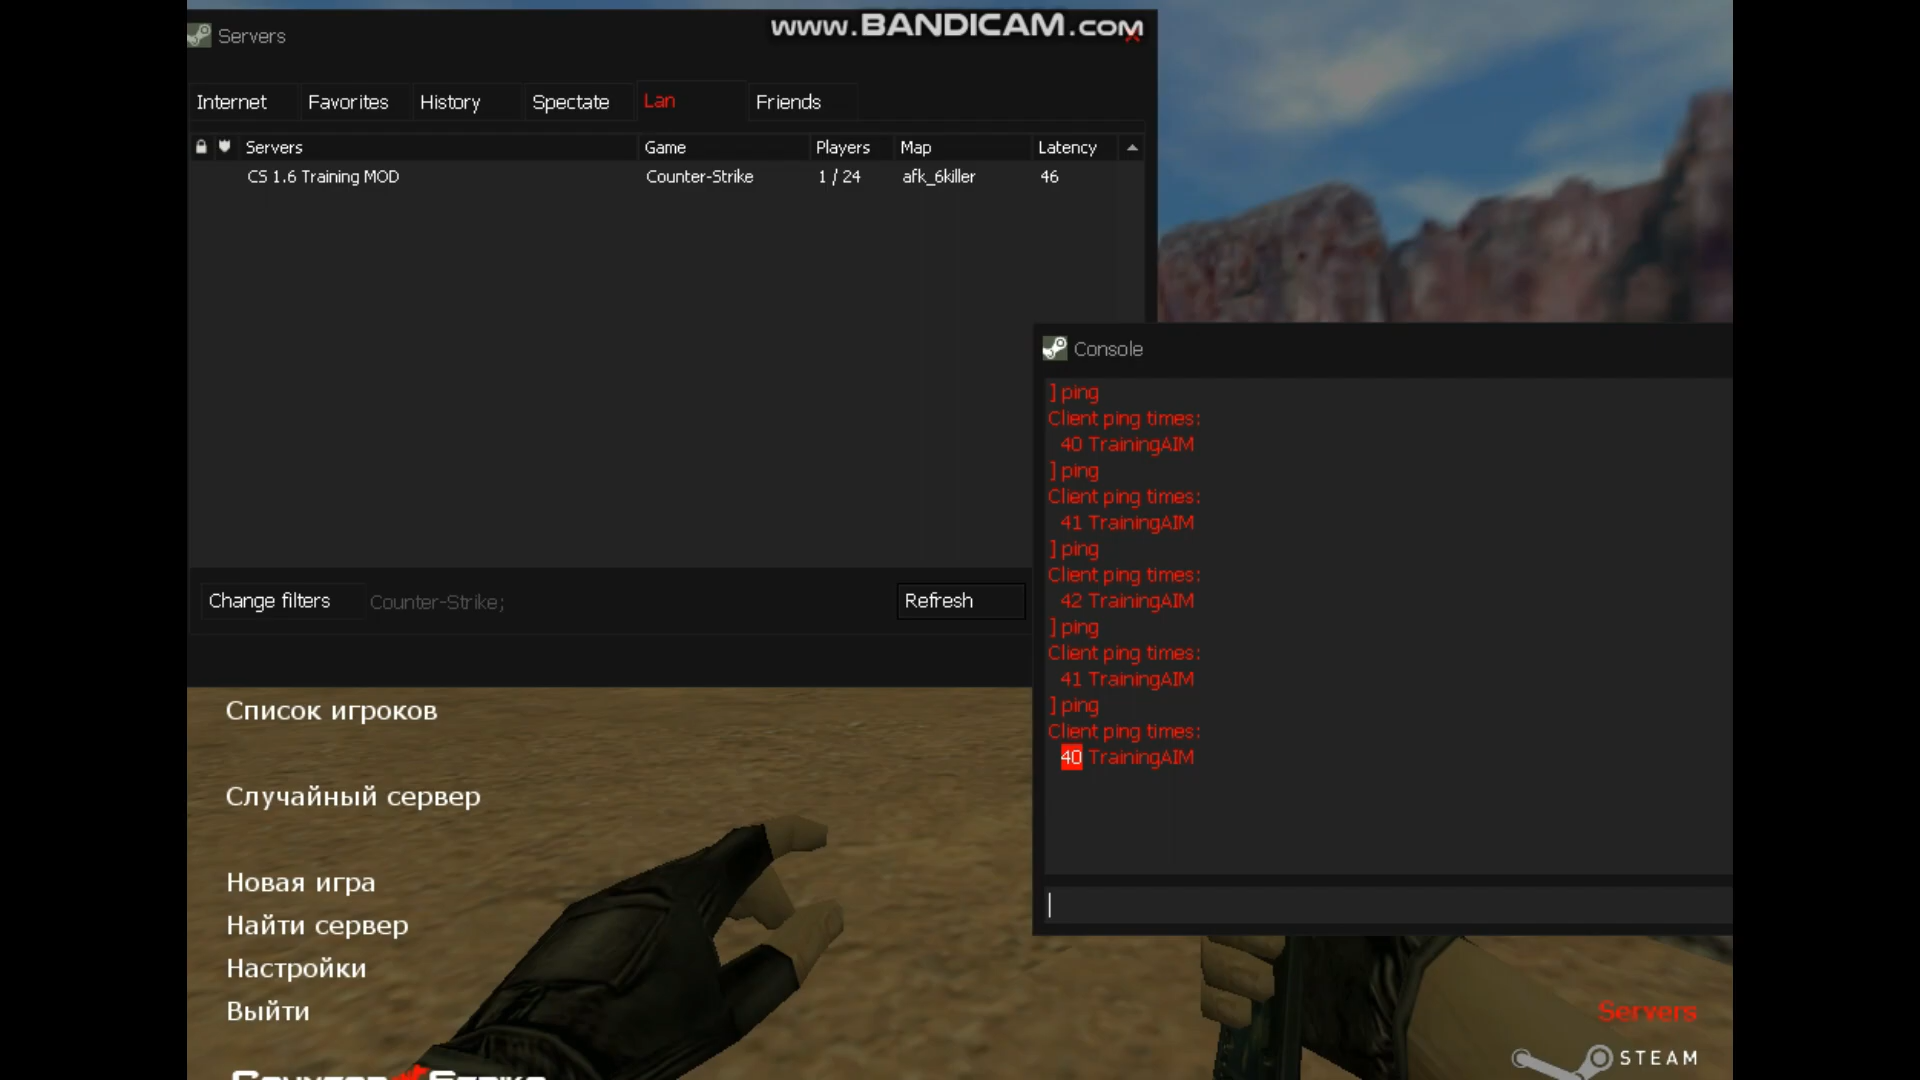 www.BANDICAM.com
Servers
Internet Favorites History Spectate Lan Friends
Servers Game Players Map Latency
CS 1.6 Training MOD Counter-Strike 1 / 24 afk_6killer 46
Change filters Counter-Strike; Refresh
Console
] ping
Client ping times:
40 TrainingAIM
] ping
Client ping times:
41 TrainingAIM
] ping
Client ping times:
42 TrainingAIM
] ping
Client ping times:
41 TrainingAIM
] ping
Client ping times:
40 TrainingAIM
Список игроков
Случайный сервер
Новая игра
Найти сервер
Настройки
Выйти
Servers
STEAM
Counter Strike